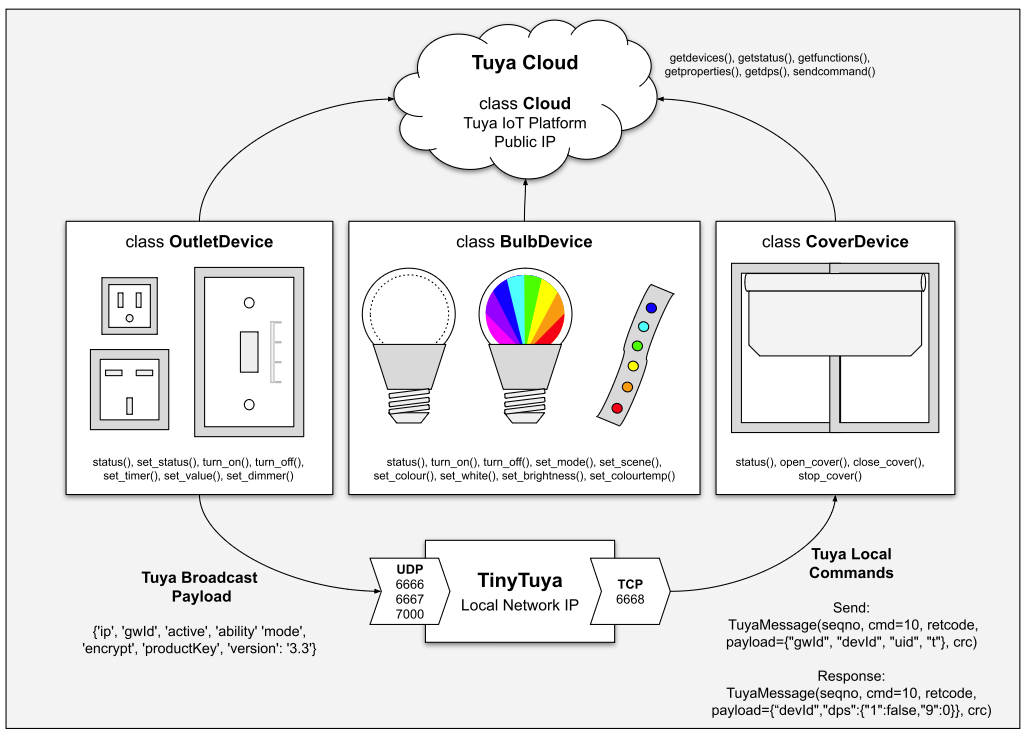 Tuya Cloud
class Cloud
Tuya IoT Platform
Public IP
getdevices(), getstatus(), getfunctions(),
getproperties(), getdps(), sendcommand()
class OutletDevice
status(), set_status(), turn_on(), turn_off(),
set_timer(), set_value(), set_dimmer()
class BulbDevice
status(), turn_on(), turn_off(), set_mode(), set_scene(),
set_colour(), set_white(), set_brightness(), set_colourtemp()
class CoverDevice
status(), open_cover(), close_cover(),
stop_cover()
Tuya Broadcast
Payload
{'ip', 'gwId', 'active', 'ability' 'mode',
'encrypt', 'productKey', 'version': '3.3'}
UDP
6666
6667
7000
TinyTuya
Local Network IP
TCP
6668
Tuya Local
Commands
Send:
TuyaMessage(seqno, cmd=10, retcode,
payload={"gwId", "devId", "uid", "t"}, crc)
Response:
TuyaMessage(seqno, cmd=10, retcode,
payload={“devId","dps":{"1":false,"9":0}}, crc)